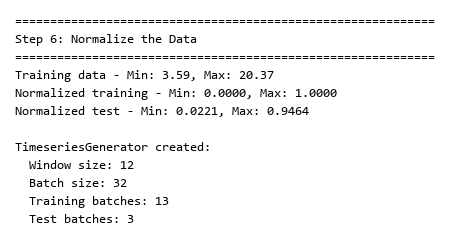 ============================================================
Step 6: Normalize the Data
============================================================
Training data - Min: 3.59, Max: 20.37
Normalized training - Min: 0.0000, Max: 1.0000
Normalized test - Min: 0.0221, Max: 0.9464

TimeseriesGenerator created:
  Window size: 12
  Batch size: 32
  Training batches: 13
  Test batches: 3